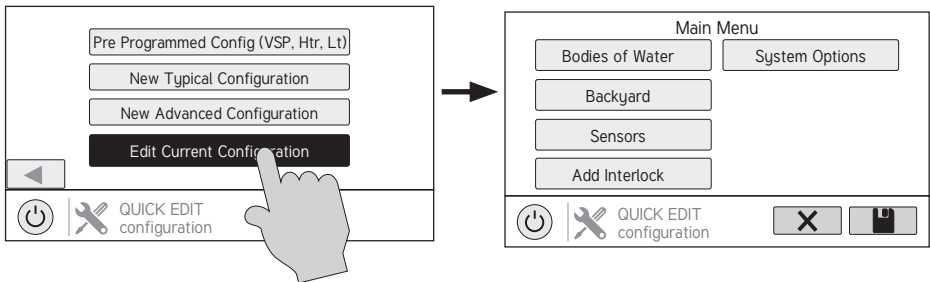 Pre Programmed Config (VSP, Htr, Lt)
New Typical Configuration
New Advanced Configuration
Edit Current Configuration
QUICK EDIT
configuration
Main Menu
Bodies of Water
System Options
Backyard
Sensors
Add Interlock
QUICK EDIT
configuration